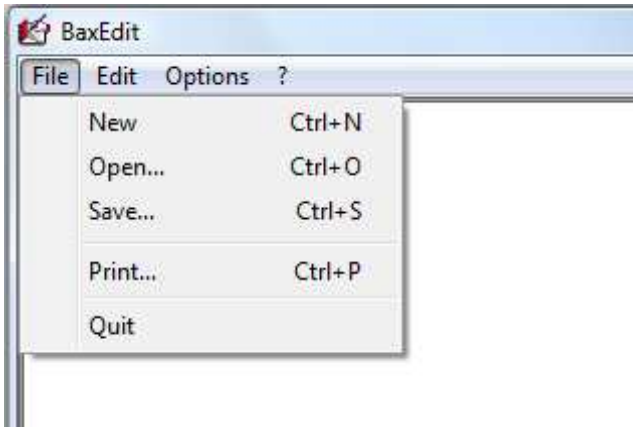 BaxEdit
File Edit Options ?
New Ctrl+N
Open... Ctrl+O
Save... Ctrl+S
Print... Ctrl+P
Quit